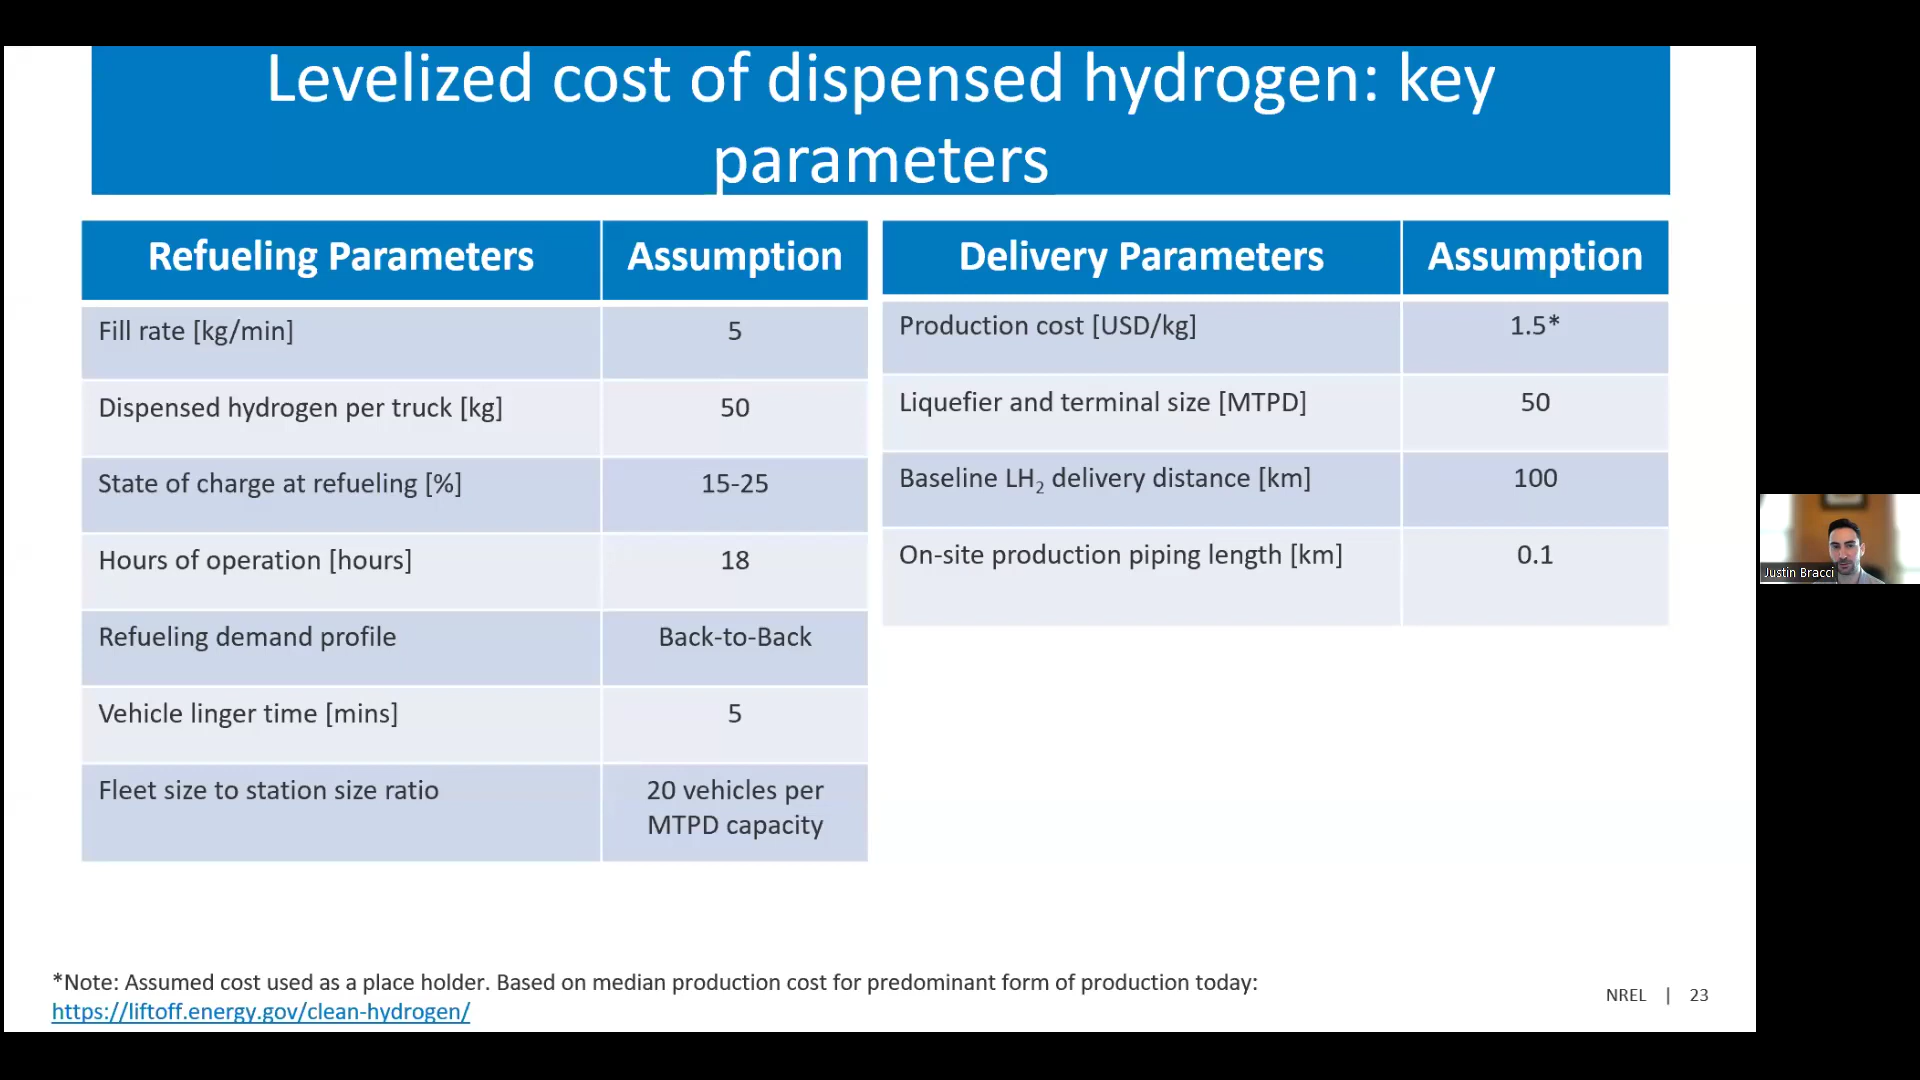 Levelized cost of dispensed hydrogen: key
parameters
Refueling Parameters Assumption
Fill rate [kg/min] 5
Dispensed hydrogen per truck [kg] 50
State of charge at refueling [%] 15-25
Hours of operation [hours] 18
Refueling demand profile Back-to-Back
Vehicle linger time [mins] 5
Fleet size to station size ratio 20 vehicles per
MTPD capacity
Delivery Parameters Assumption
Production cost [USD/kg] 1.5*
Liquefier and terminal size [MTPD] 50
Baseline LH₂ delivery distance [km] 100
On-site production piping length [km] 0.1
Justin Bracci
*Note: Assumed cost used as a place holder. Based on median production cost for predominant form of production today:
https://liftoff.energy.gov/clean-hydrogen/
NREL | 23